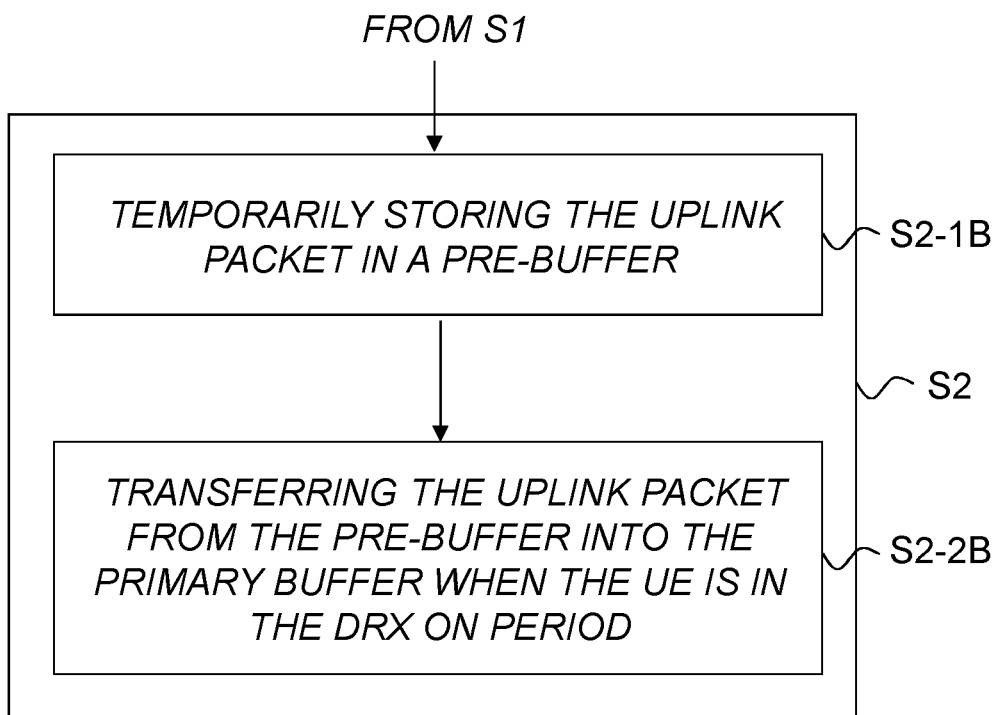 FROM S1
TEMPORARILY STORING THE UPLINK
PACKET IN A PRE-BUFFER
S2-1B
S2
TRANSFERRING THE UPLINK PACKET
FROM THE PRE-BUFFER INTO THE
PRIMARY BUFFER WHEN THE UE IS IN
THE DRX ON PERIOD
S2-2B